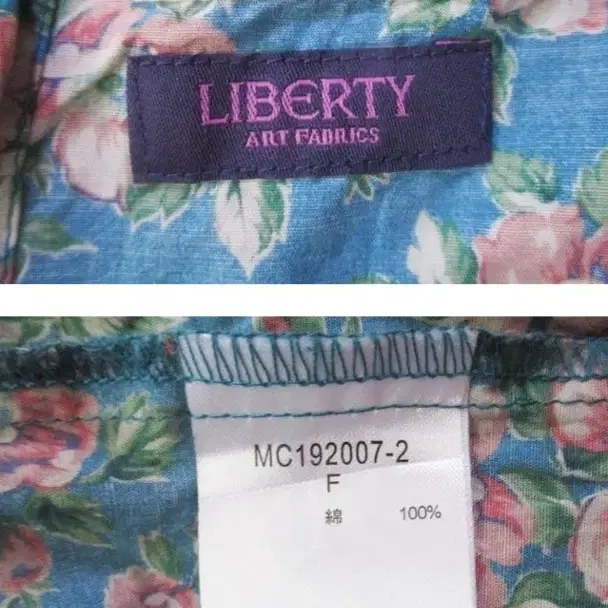 LIBERTY
ART FABRICS
MC192007-2
F
綿 100%